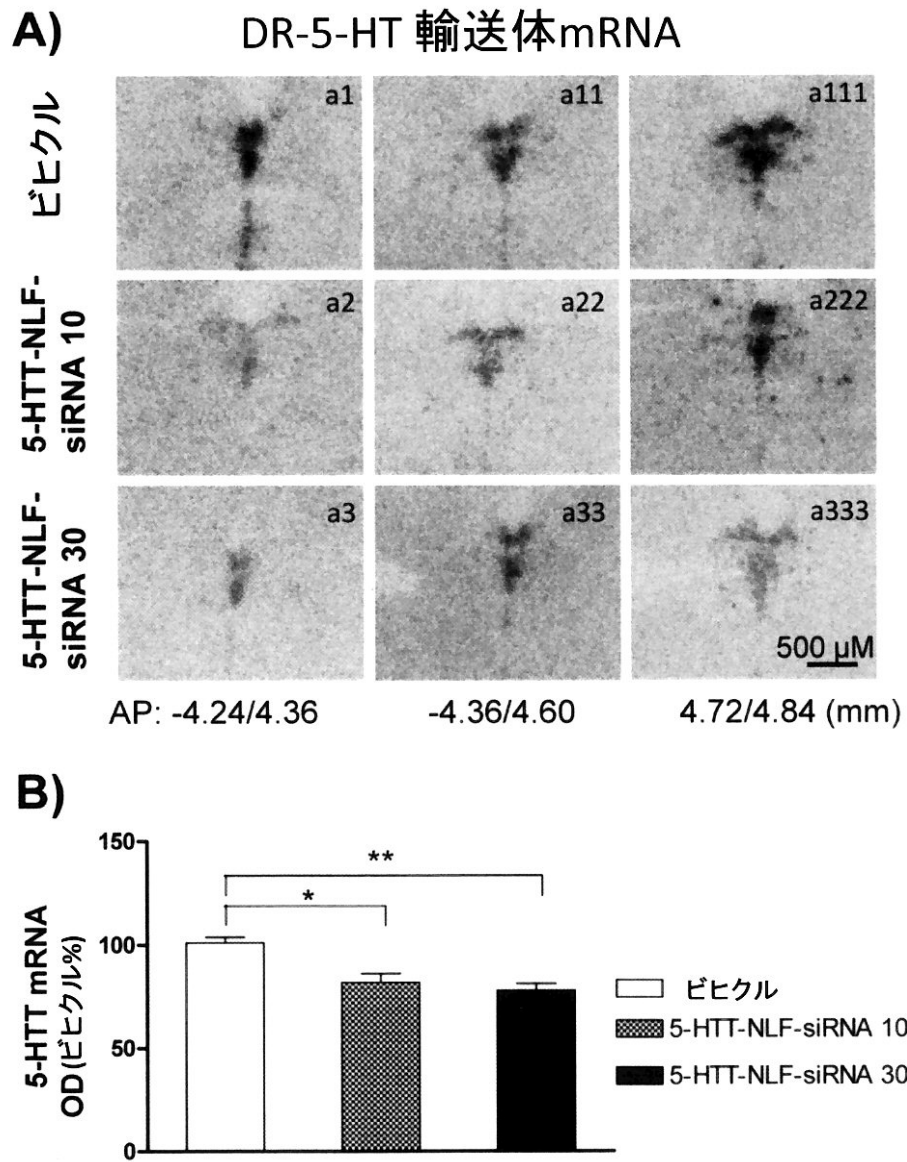 A)
DR-5-HT 輸送体mRNA
ビヒクル
a1
a11
a111
5-HTT-NLF-
siRNA 10
a2
a22
a222
5-HTT-NLF-
siRNA 30
a3
a33
a333
500 µM
AP: -4.24/4.36
-4.36/4.60
4.72/4.84 (mm)
B)
5-HTT mRNA
OD (ビヒクル%)
150
100
50
0
*
**
ビヒクル
5-HTT-NLF-siRNA 10
5-HTT-NLF-siRNA 30